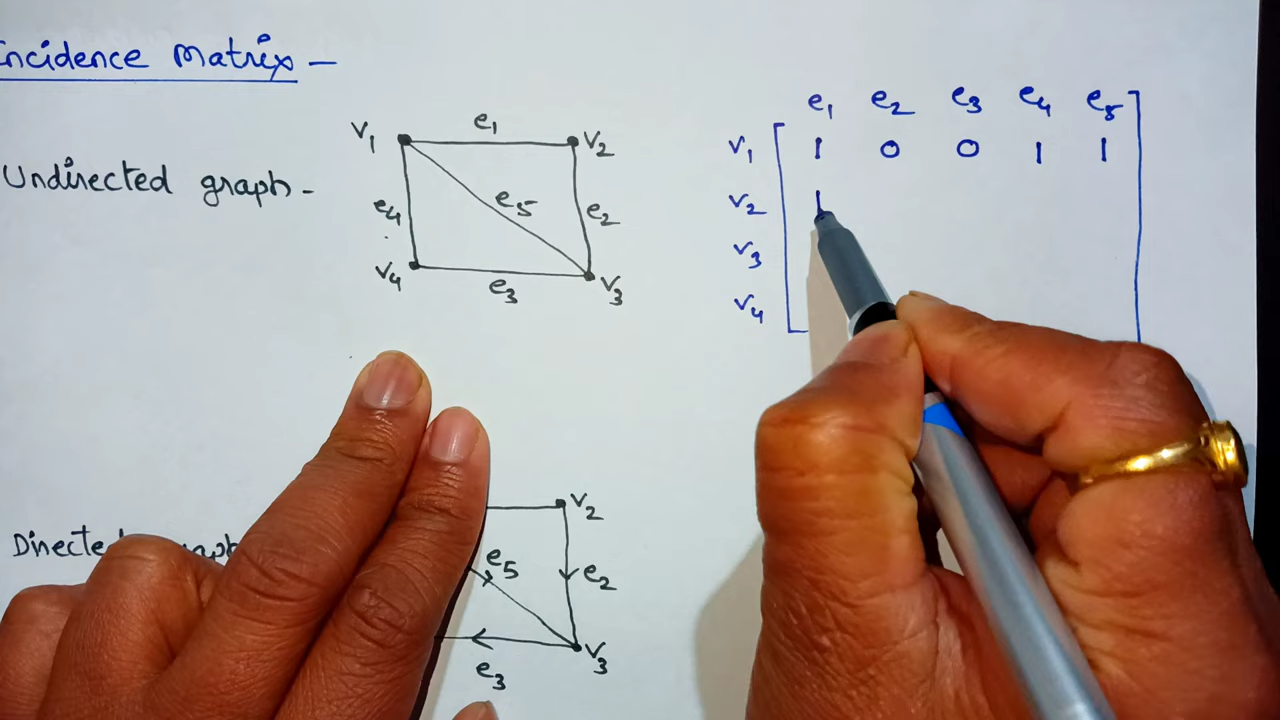 Incidence Matrix -
Undirected graph -
v1 e1 v2
e4 e5 e2
v4 e3 v3
e1 e2 e3 e4 e5
v1 1 0 0 1 1
v2 1
v3
v4
v2
e5 e2
v3
e3